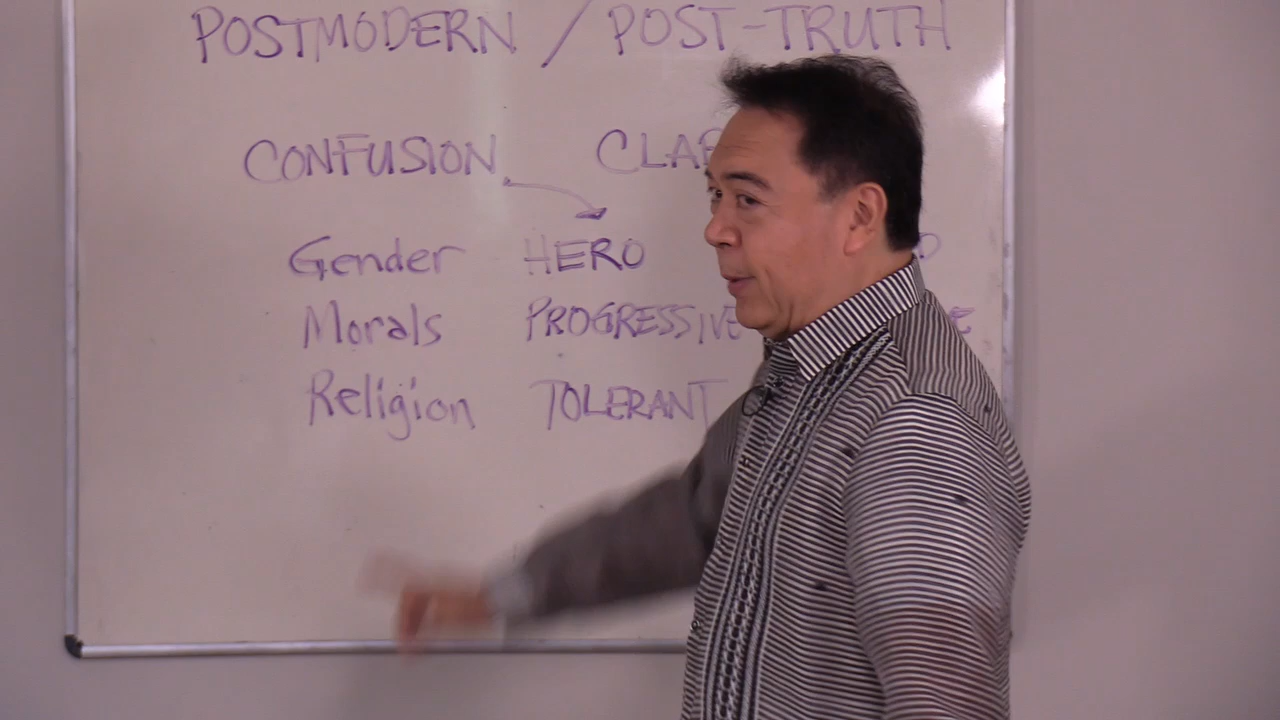 POSTMODERN / POST-TRUTH
CONFUSION
Gender HERO
Morals PROGRESSIVE
Religion TOLERANT